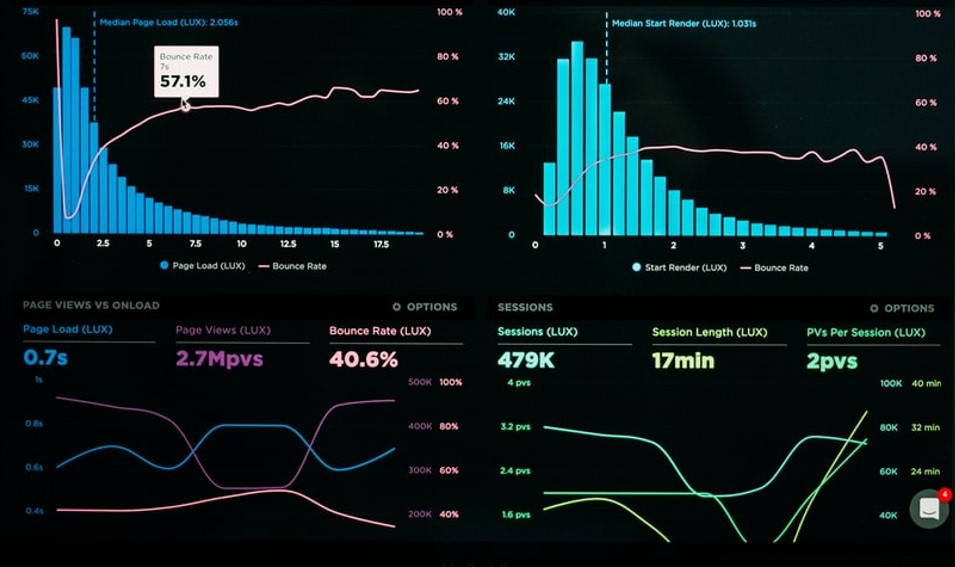 75K
60K
45K
30K
15K
0
Median Page Load (LUX): 2.056s
Bounce Rate
7s
57.1%
100 %
80 %
60 %
40 %
20 %
0 %
0 2.5 5 7.5 10 12.5 15 17.5
Page Load (LUX) Bounce Rate
40K
32K
24K
16K
8K
0
Median Start Render (LUX): 1.031s
100 %
80 %
60 %
40 %
20 %
0 %
0 1 2 3 4 5
Start Render (LUX) Bounce Rate
PAGE VIEWS VS ONLOAD OPTIONS
Page Load (LUX) Page Views (LUX) Bounce Rate (LUX)
0.7s 2.7Mpvs 40.6%
1s 500K 100%
0.8s 400K 80%
0.6s 300K 60%
0.4s 200K 40%
SESSIONS OPTIONS
Sessions (LUX) Session Length (LUX) PVs Per Session (LUX)
479K 17min 2pvs
4 pvs 100K 40 min
3.2 pvs 80K 32 min
2.4 pvs 60K 24 min
1.6 pvs 40K
4